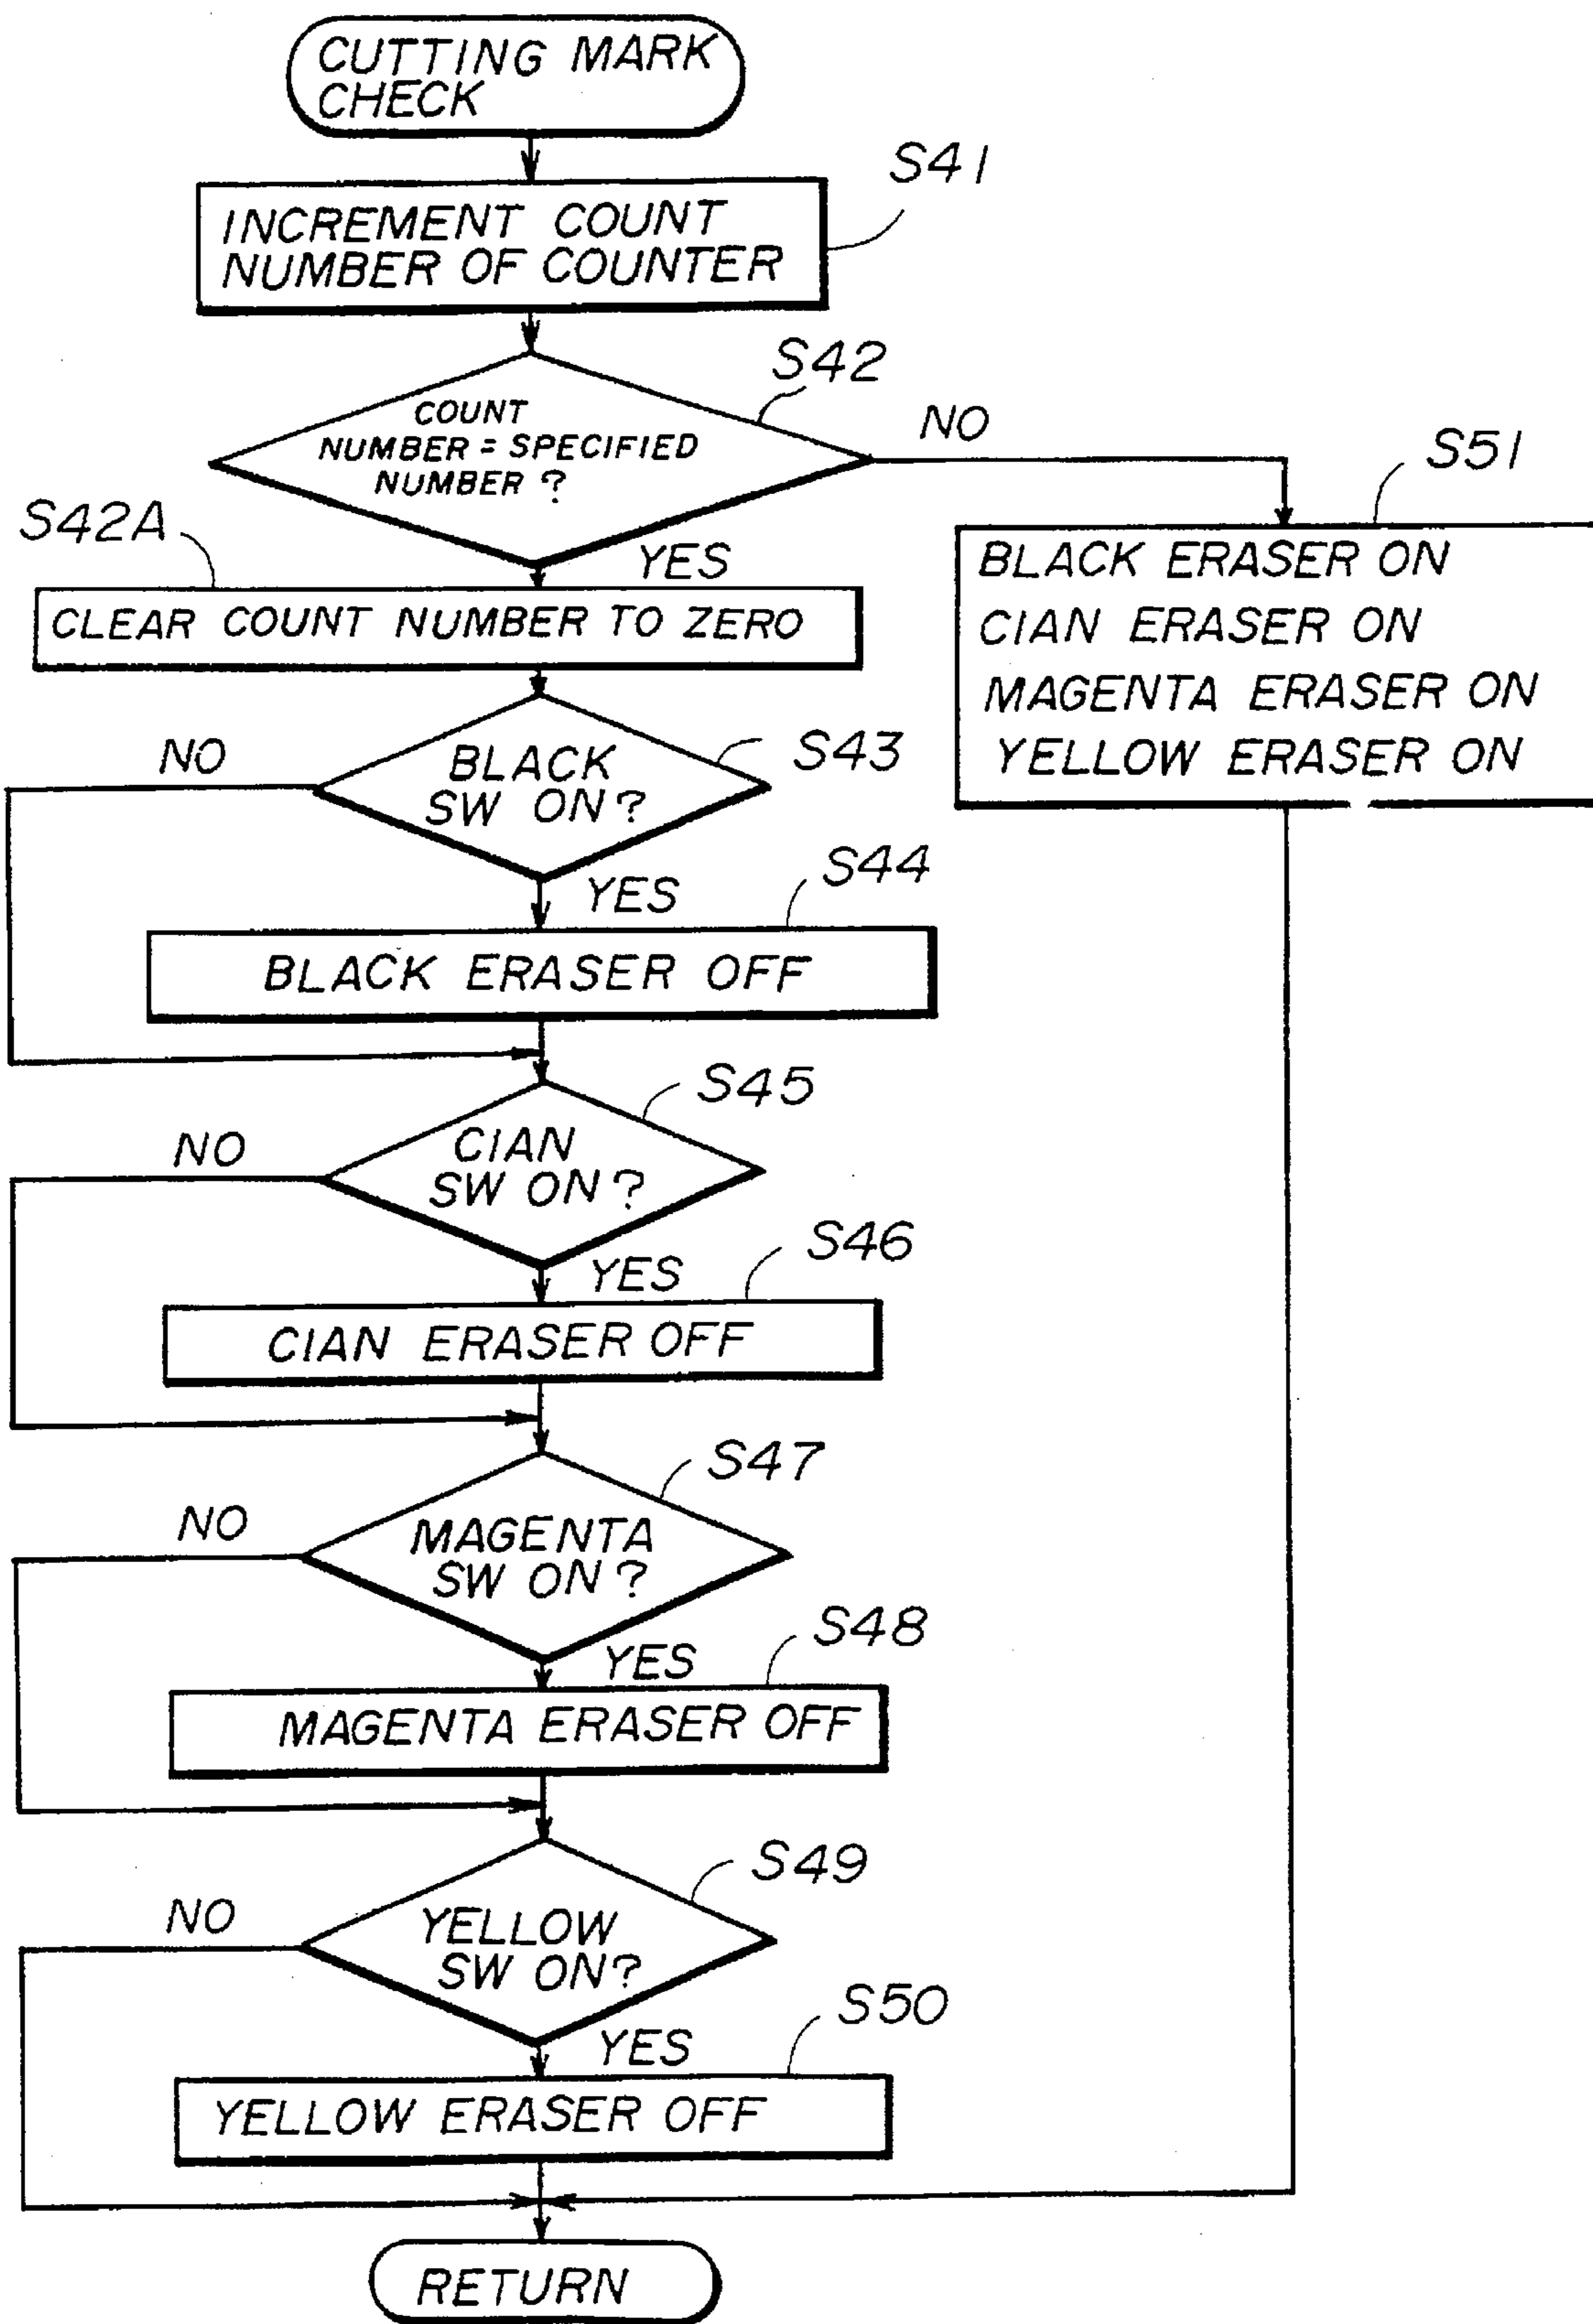 CUTTING MARK
CHECK
S41
INCREMENT COUNT
NUMBER OF COUNTER
S42
COUNT
NUMBER = SPECIFIED
NUMBER ?
NO
S51
BLACK ERASER ON
CIAN ERASER ON
MAGENTA ERASER ON
YELLOW ERASER ON
S42A
YES
CLEAR COUNT NUMBER TO ZERO
S43
NO
BLACK
SW ON?
YES
S44
BLACK ERASER OFF
S45
NO
CIAN
SW ON?
YES
S46
CIAN ERASER OFF
S47
NO
MAGENTA
SW ON?
YES
S48
MAGENTA ERASER OFF
S49
NO
YELLOW
SW ON?
YES
S50
YELLOW ERASER OFF
RETURN